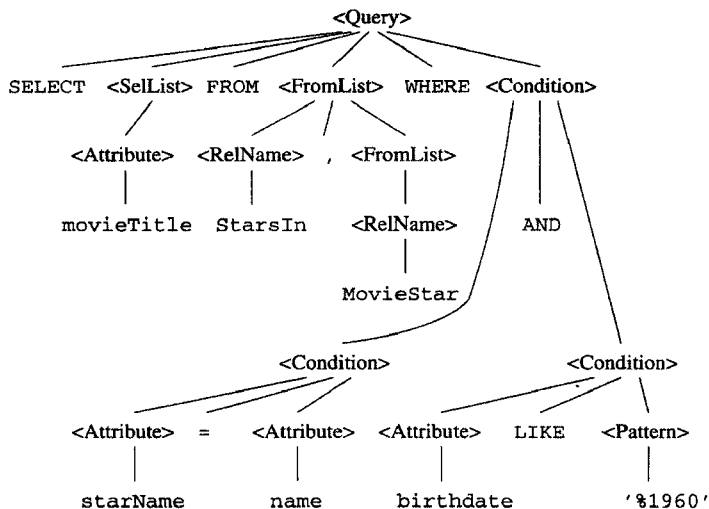 <Query>
SELECT <SelList> FROM <FromList> WHERE <Condition>
<Attribute> <RelName> , <FromList>
movieTitle StarsIn <RelName> AND
MovieStar
<Condition> <Condition>
<Attribute> = <Attribute> <Attribute> LIKE <Pattern>
starName name birthdate '%1960'